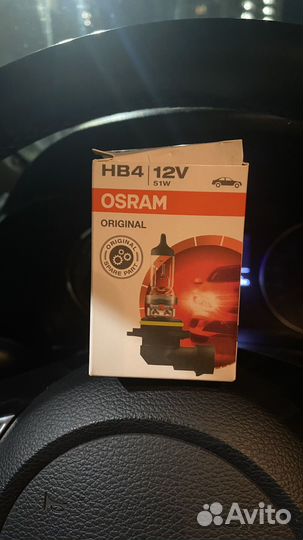 HB4 12V
51W
OSRAM
ORIGINAL
ORIGINAL
SPARE PART
Avito